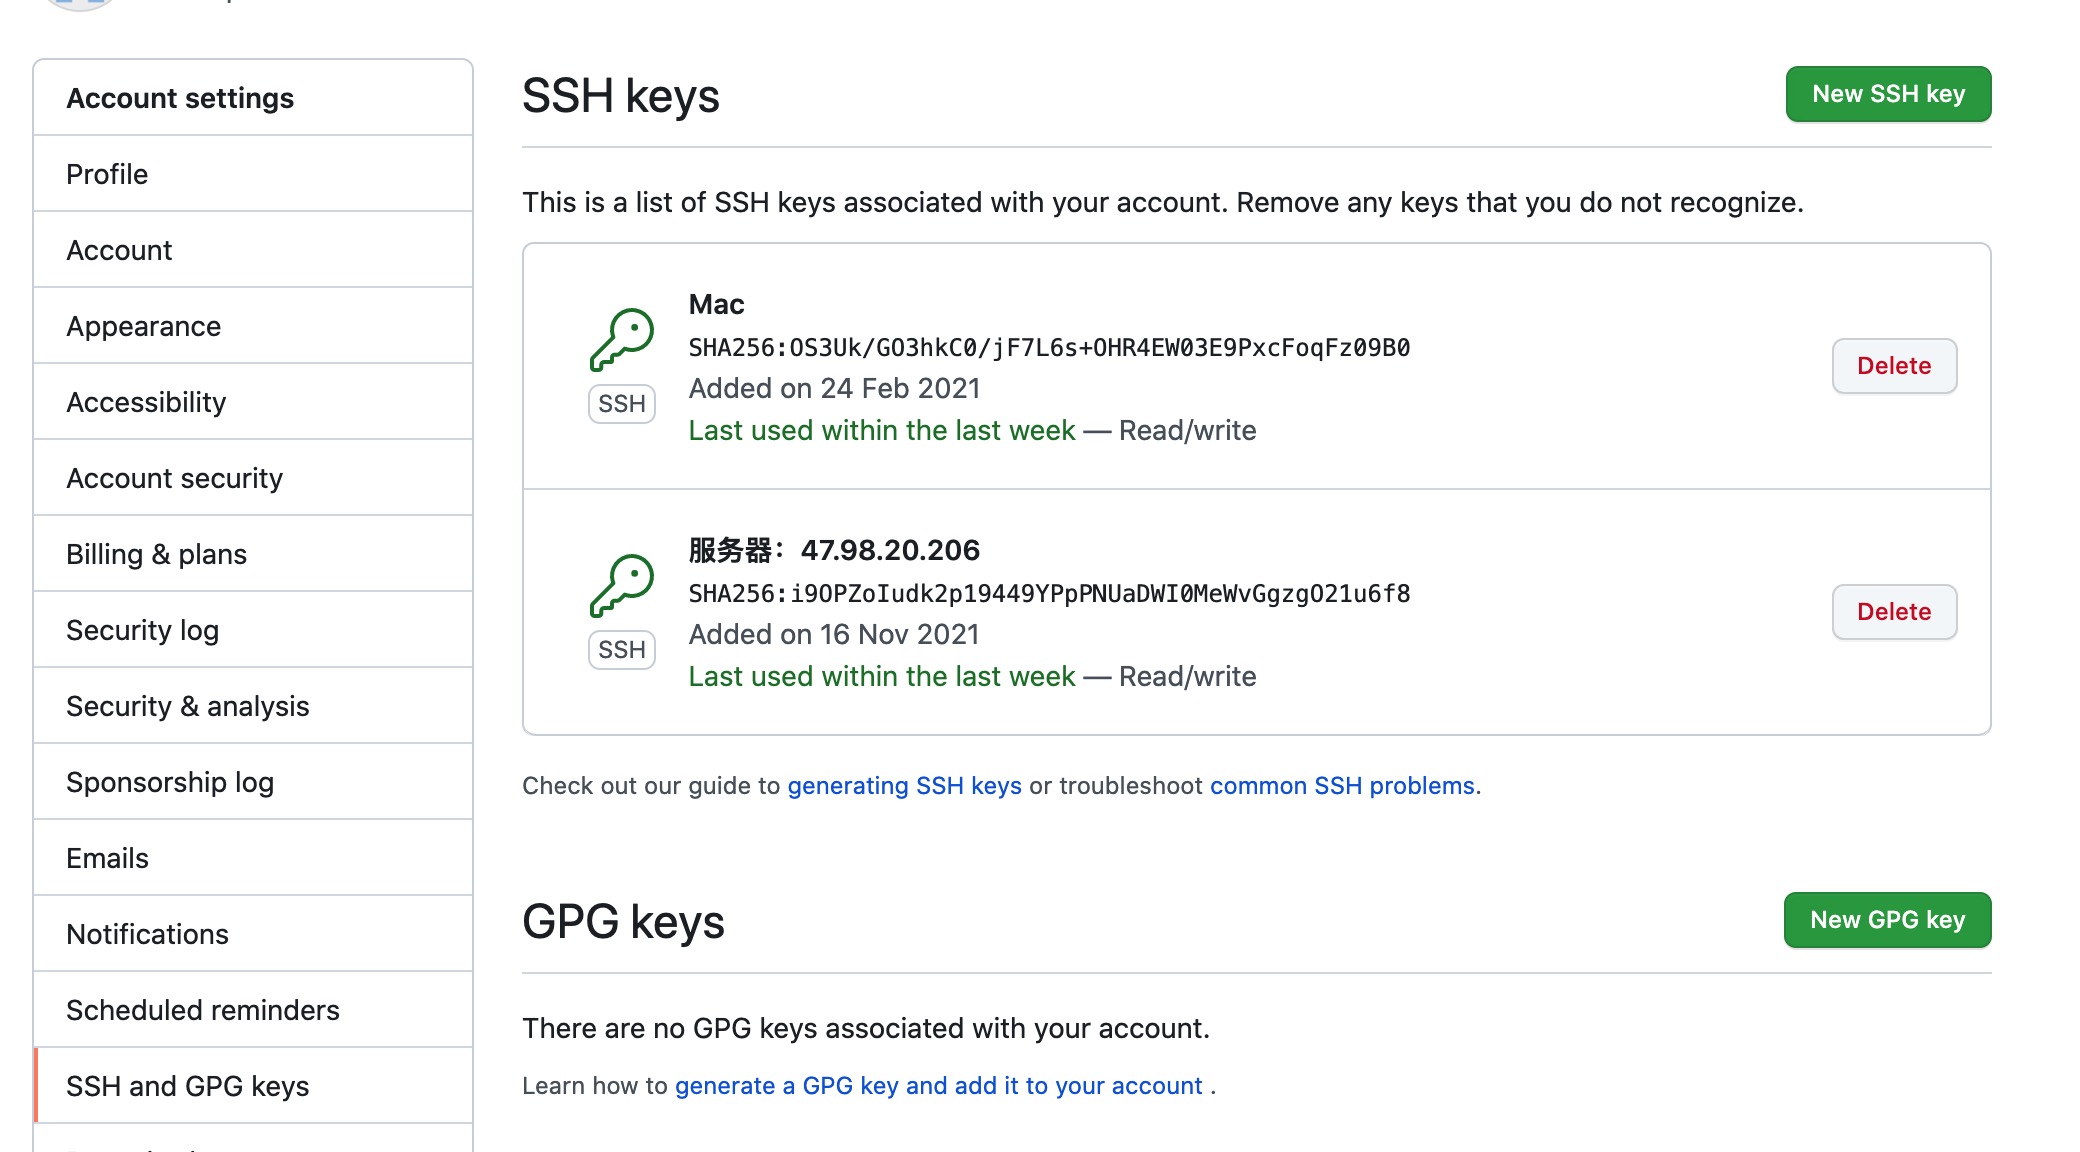 Account settings
Profile
Account
Appearance
Accessibility
Account security
Billing & plans
Security log
Security & analysis
Sponsorship log
Emails
Notifications
Scheduled reminders
SSH and GPG keys
SSH keys
New SSH key
This is a list of SSH keys associated with your account. Remove any keys that you do not recognize.
Mac
SHA256:OS3Uk/GO3hkC0/jF7L6s+OHR4EW03E9PxcFoqFz09B0
Added on 24 Feb 2021
Last used within the last week — Read/write
SSH
Delete
服务器：47.98.20.206
SHA256:i9OPZoIudk2p19449YPpPNUaDWI0MeWvGgzgO21u6f8
Added on 16 Nov 2021
Last used within the last week — Read/write
SSH
Delete
Check out our guide to generating SSH keys or troubleshoot common SSH problems.
GPG keys
New GPG key
There are no GPG keys associated with your account.
Learn how to generate a GPG key and add it to your account .